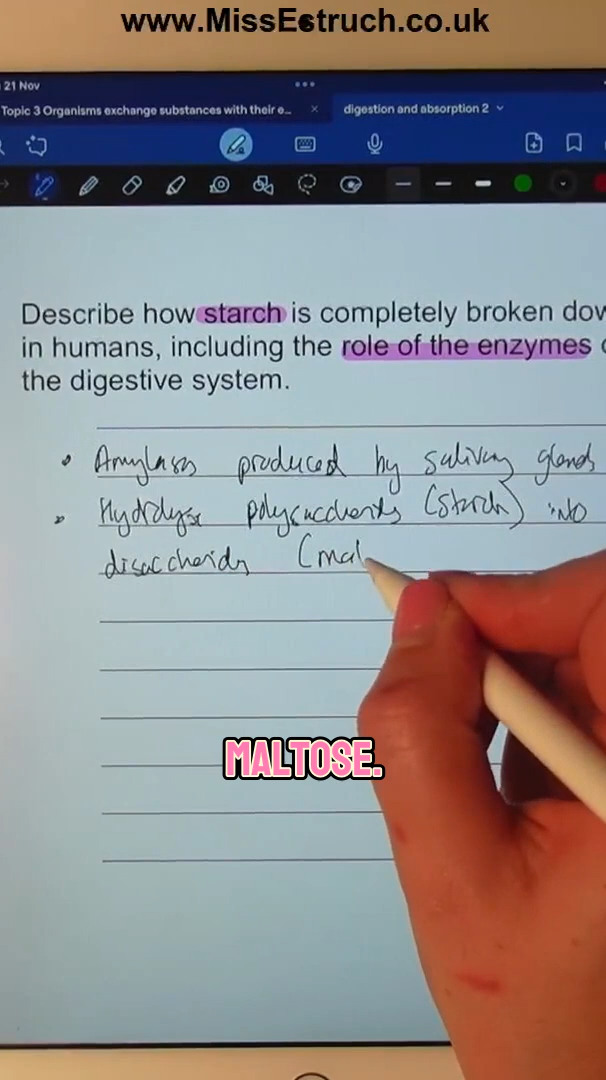 www.MissEstruch.co.uk
21 Nov
Topic 3 Organisms exchange substances with their e...
digestion and absorption 2
Describe how starch is completely broken dow
in humans, including the role of the enzymes
the digestive system.
Amylase produced by salivary glands
Hydrolyse polysaccharids (starch) into
disaccharids (mal
MALTOSE.